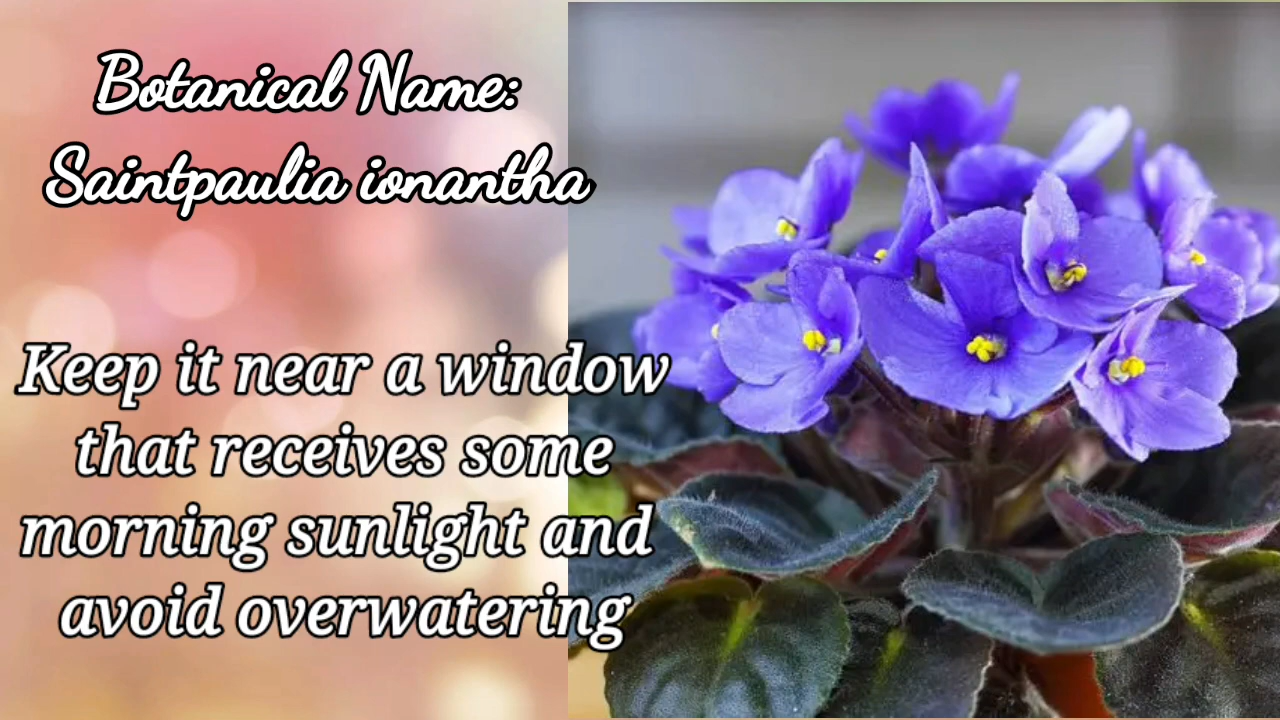 Botanical Name:
Saintpaulia ionantha
Keep it near a window
that receives some
morning sunlight and
avoid overwatering